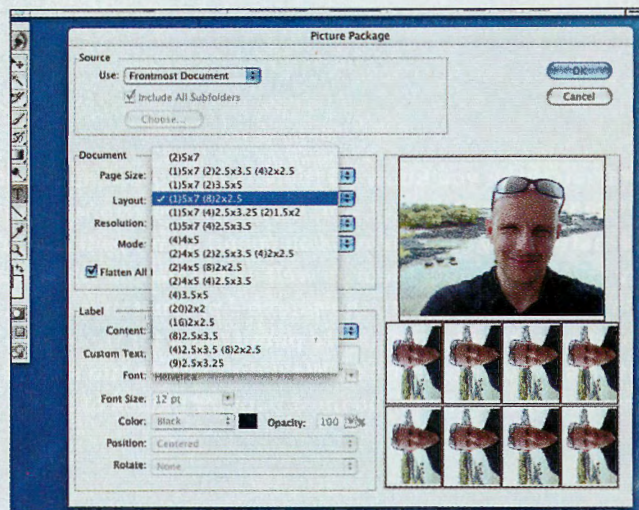 Picture Package
Source
Use: Frontmost Document
Include All Subfolders
Choose...
OK
Cancel
Document
Page Size:
Layout:
Resolution
Mode:
Flatten All
(2)5x7
(1)5x7 (2)2.5x3.5 (4)2x2.5
(1)5x7 (2)3.5x5
✓ (1)5x7 (8)2x2.5
(1)5x7 (4)2.5x3.25 (2)1.5x2
(1)5x7 (4)2.5x3.5
(4)4x5
(2)4x5 (2)2.5x3.5 (4)2x2.5
(2)4x5 (8)2x2.5
(2)4x5 (4)2.5x3.5
(4)3.5x5
(20)2x2
(16)2x2.5
(8)2.5x3.5
(4)2.5x3.5 (8)2x2.5
(9)2.5x3.25
Label
Content:
Custom Text:
Font: Helvetica
Font Size: 12 pt
Color: Black Opacity: 100 %
Position: Centered
Rotate: None